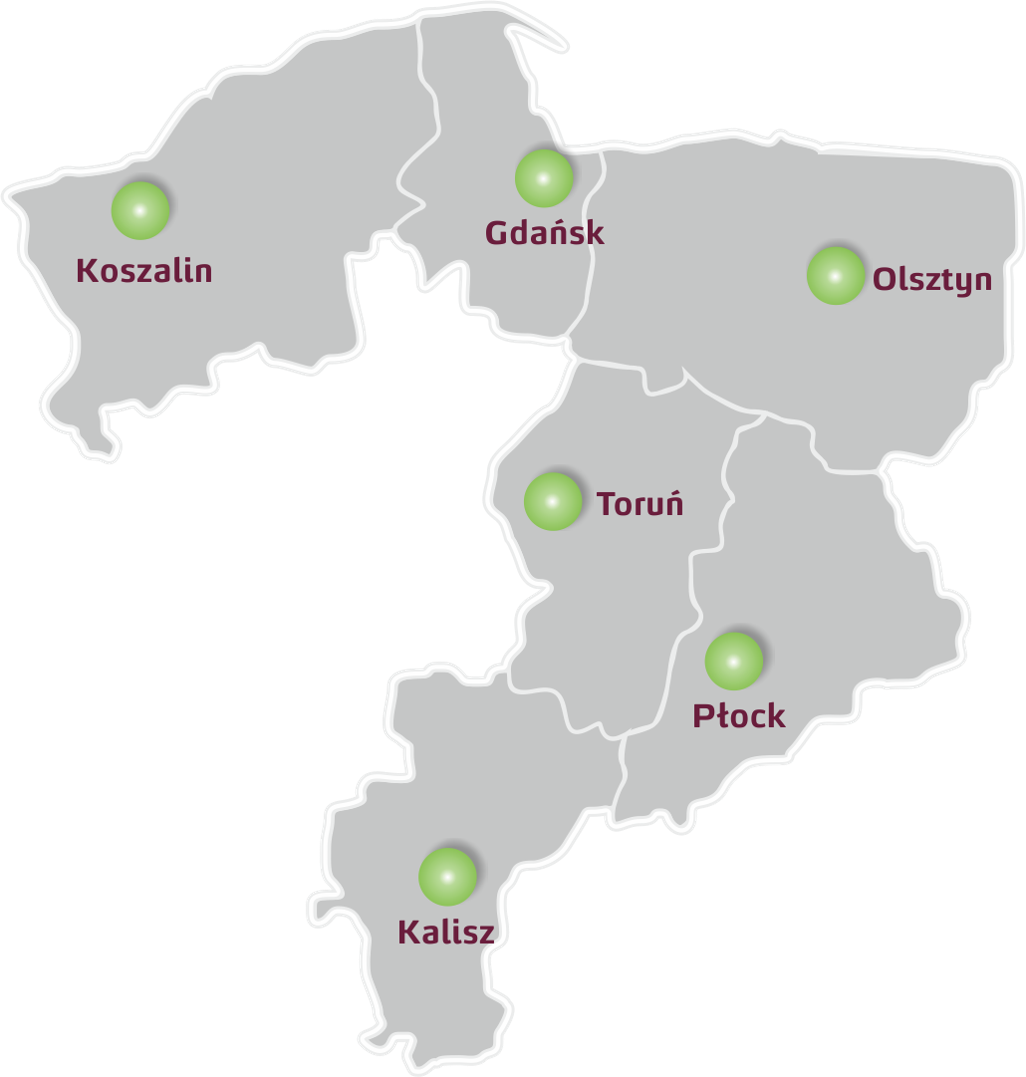 Gdańsk
Koszalin
Olsztyn
Toruń
Płock
Kalisz